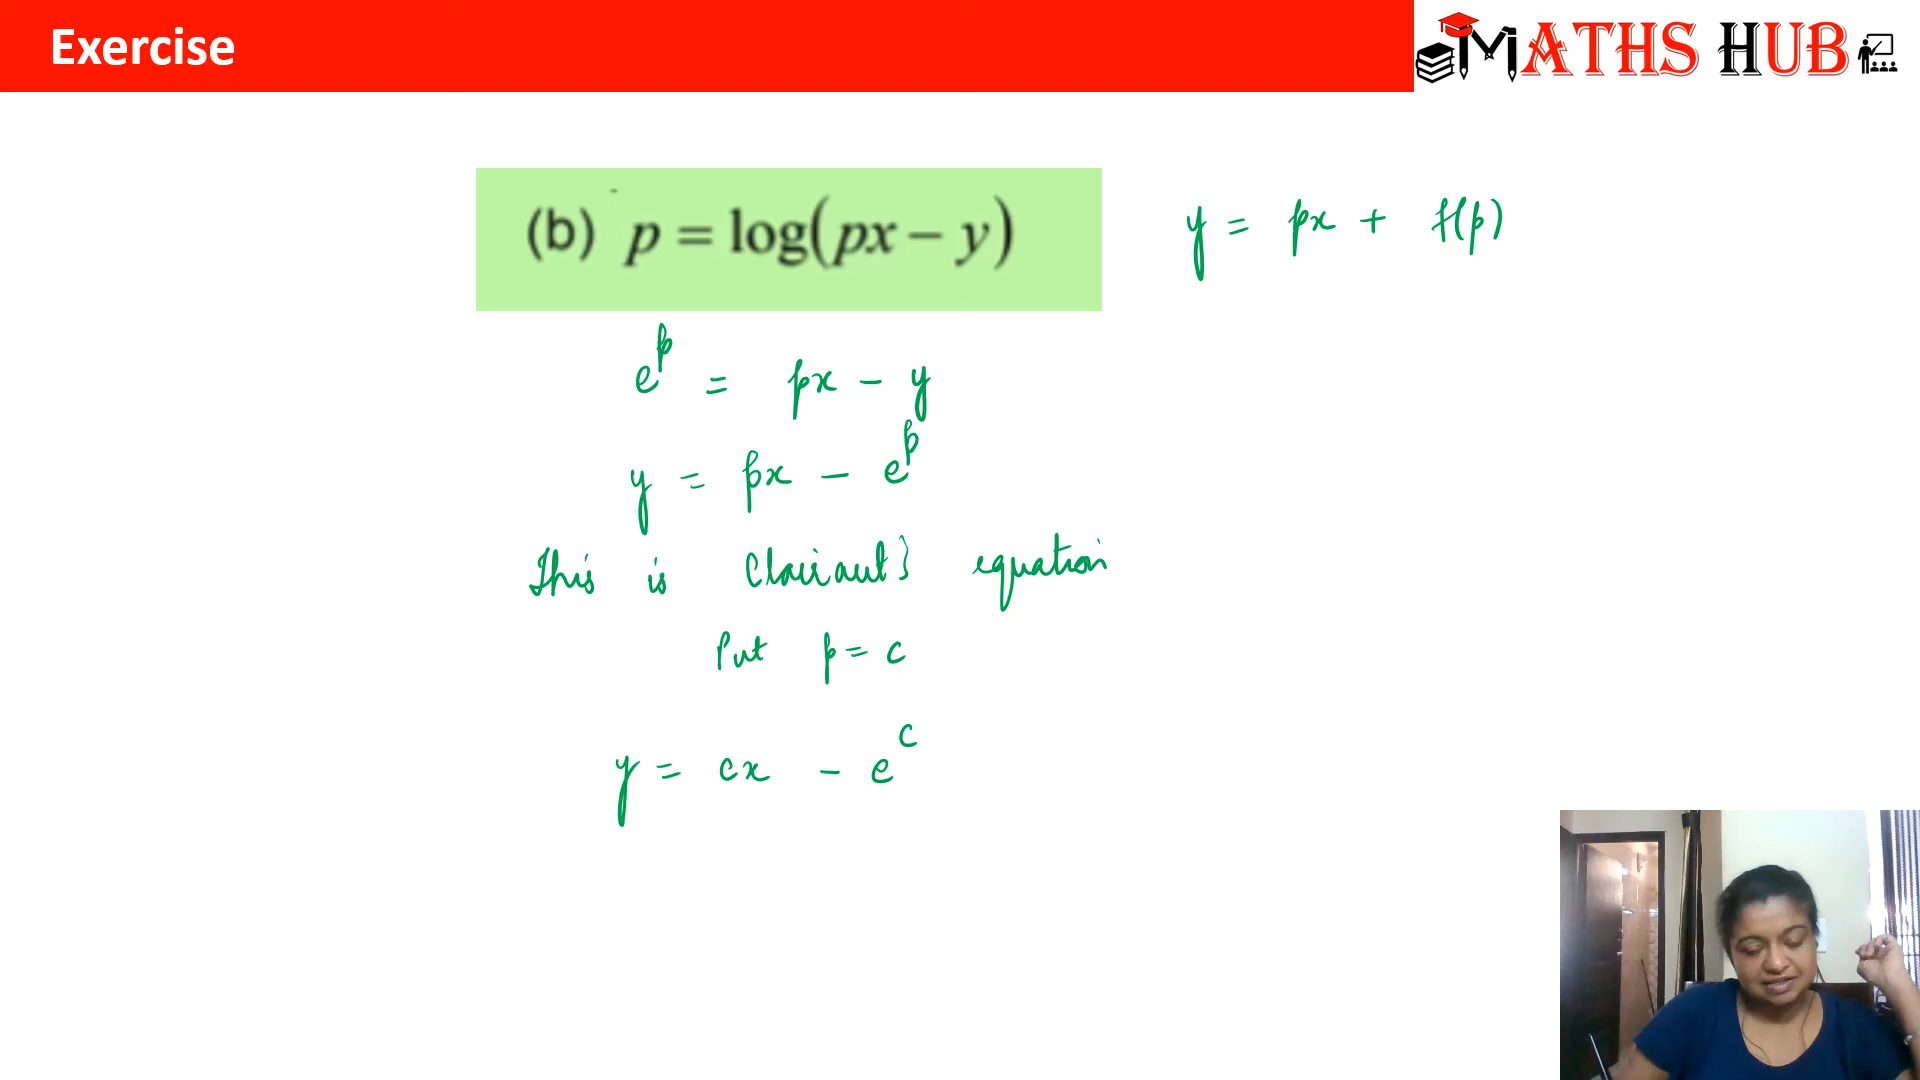 Exercise
MATHS HUB
(b) p = log(px − y)
y = px + f(p)
e^p = px − y
y = px − e^p
This is Clairaut's equation
Put p = c
y = cx − e^c